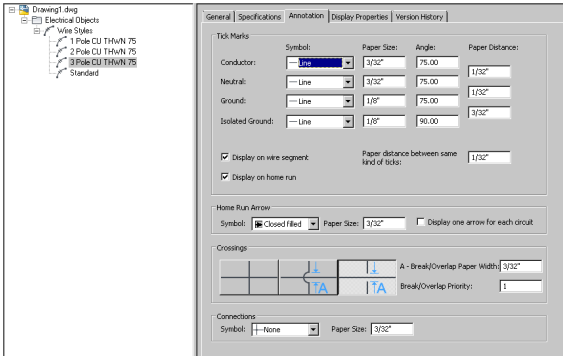 Drawing1.dwg
Electrical Objects
Wire Styles
1 Pole CU THWN 75
2 Pole CU THWN 75
3 Pole CU THWN 75
Standard
General Specifications Annotation Display Properties Version History
Tick Marks
Symbol: Paper Size: Angle: Paper Distance:
Conductor: Line 3/32" 75.00
1/32"
Neutral: Line 3/32" 75.00
1/32"
Ground: Line 1/8" 75.00
3/32"
Isolated Ground: Line 1/8" 90.00
Display on wire segment
Paper distance between same kind of ticks: 1/32"
Display on home run
Home Run Arrow
Symbol: Closed filled Paper Size: 3/32" Display one arrow for each circuit
Crossings
A - Break/Overlap Paper Width: 3/32"
A A
Break/Overlap Priority: 1
Connections
Symbol: None Paper Size: 3/32"